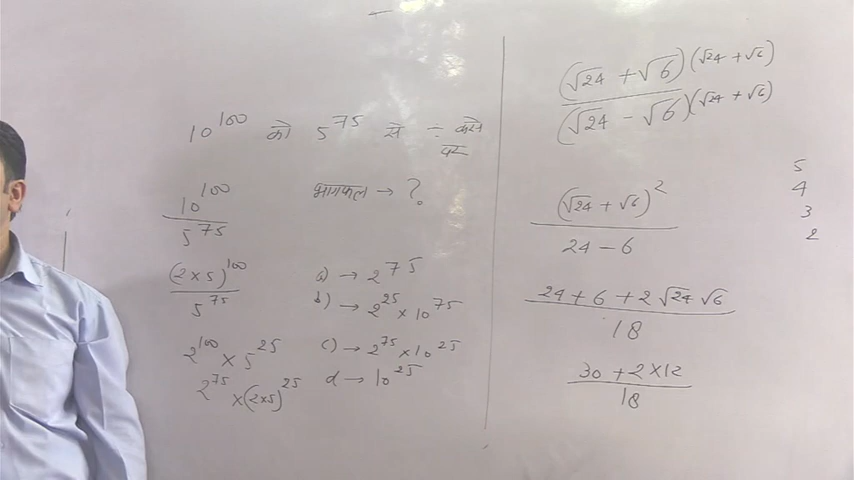 10^100 को 5^75 से ÷ करने
पर
भागफल → ?
10^100
5^75
(2×5)^100
5^75
2^100 × 5^25
2^75 × (2×5)^25
a) → 2^75
b) → 2^25 × 10^75
c) → 2^75 × 10^25
d → 10^25
(√24 + √6) (√24 + √6)
(√24 - √6) (√24 + √6)
(√24 + √6)^2
24 - 6
24 + 6 + 2 √24 √6
18
30 + 2×12
18
5
4
3
2